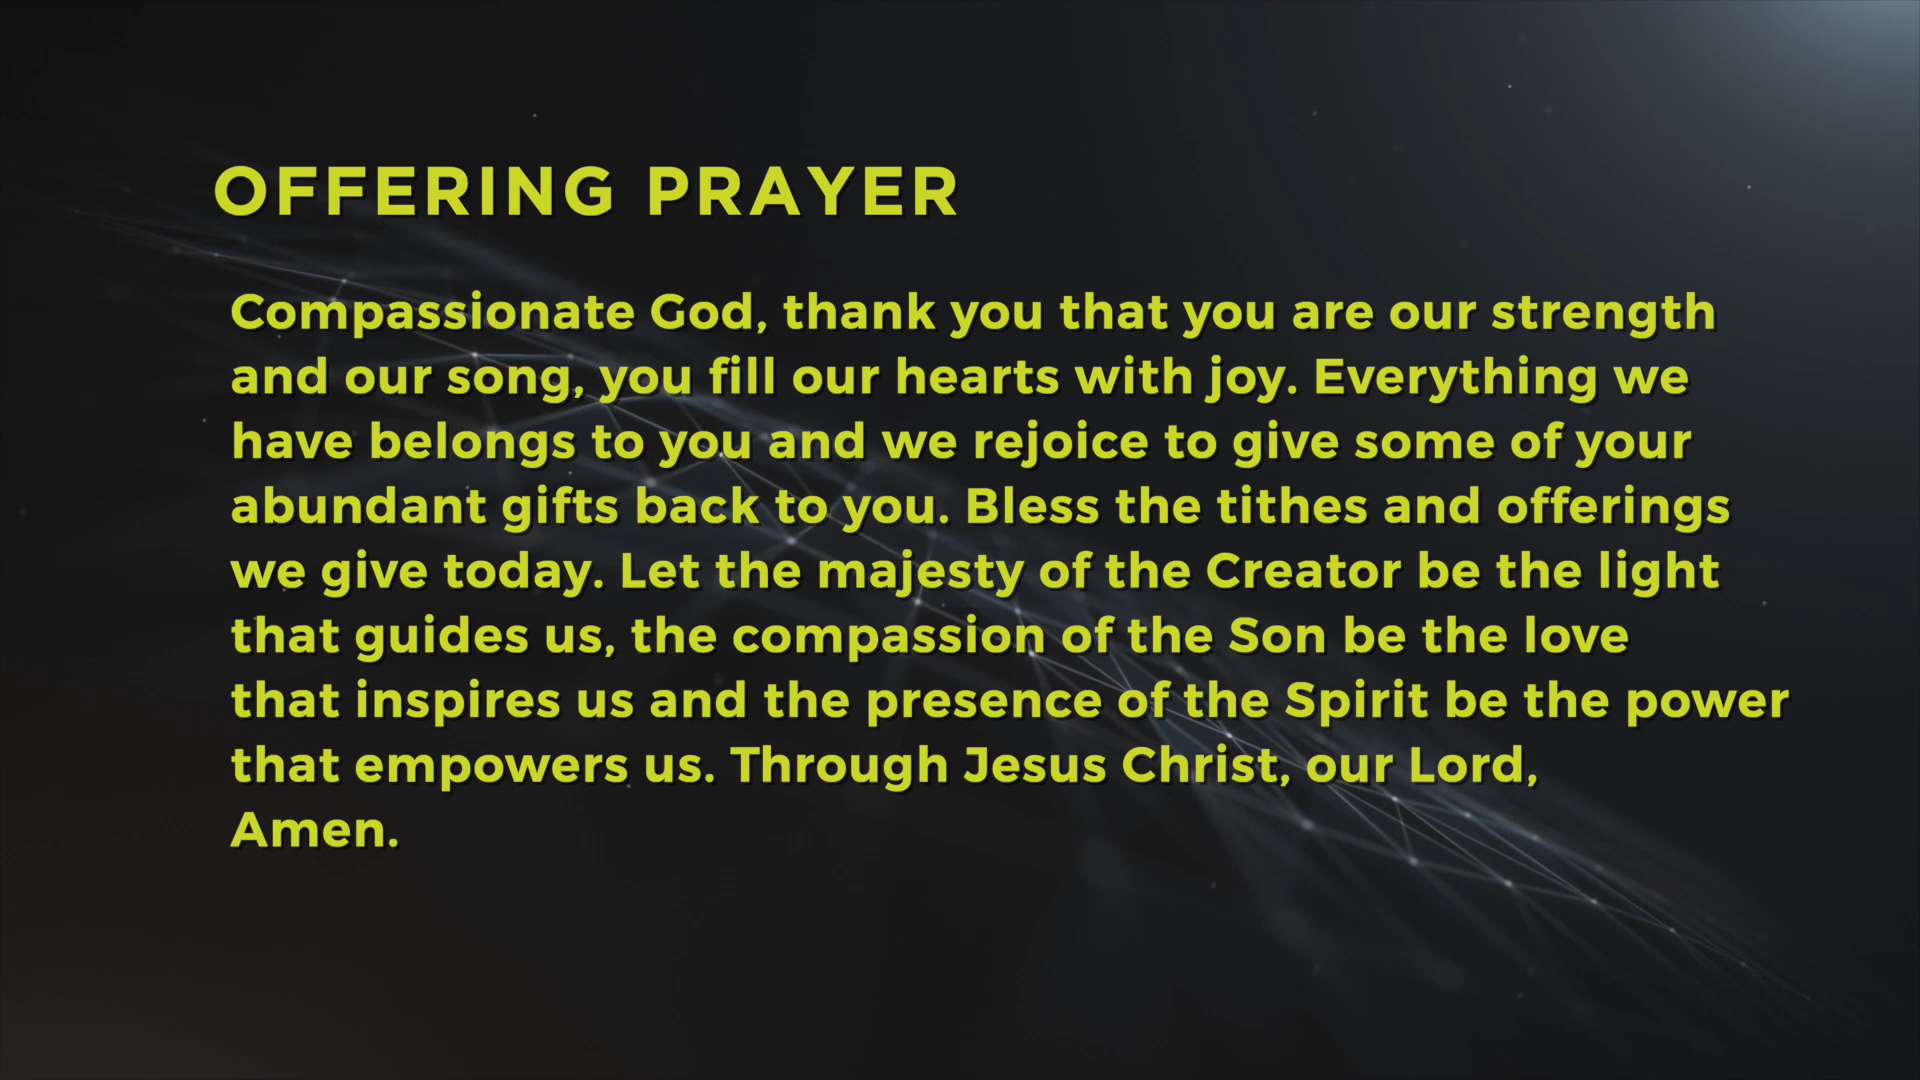 OFFERING PRAYER
Compassionate God, thank you that you are our strength
and our song, you fill our hearts with joy. Everything we
have belongs to you and we rejoice to give some of your
abundant gifts back to you. Bless the tithes and offerings
we give today. Let the majesty of the Creator be the light
that guides us, the compassion of the Son be the love
that inspires us and the presence of the Spirit be the power
that empowers us. Through Jesus Christ, our Lord,
Amen.